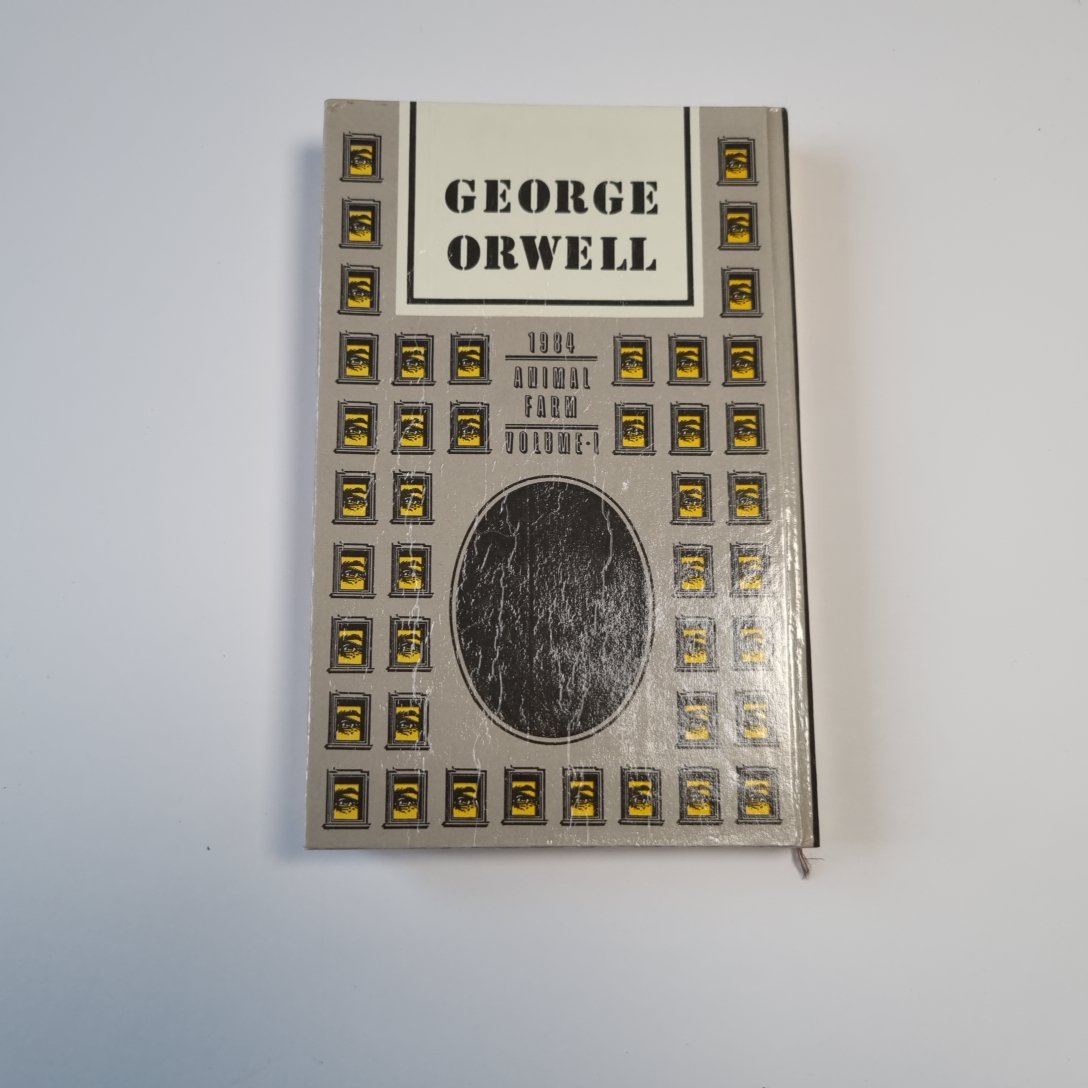 GEORGE
ORWELL
1984
ANIMAL
FARM
VOLUME·I